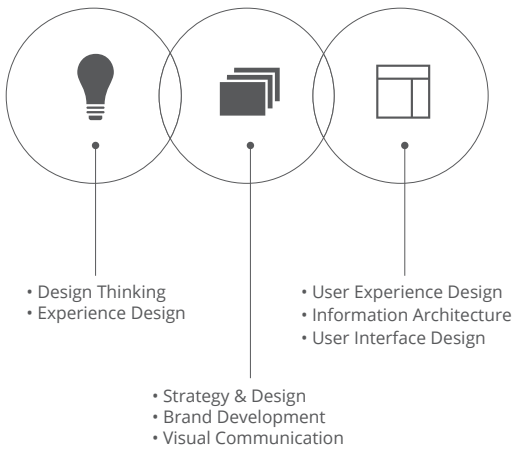 • Design Thinking
• Experience Design
• User Experience Design
• Information Architecture
• User Interface Design
• Strategy & Design
• Brand Development
• Visual Communication